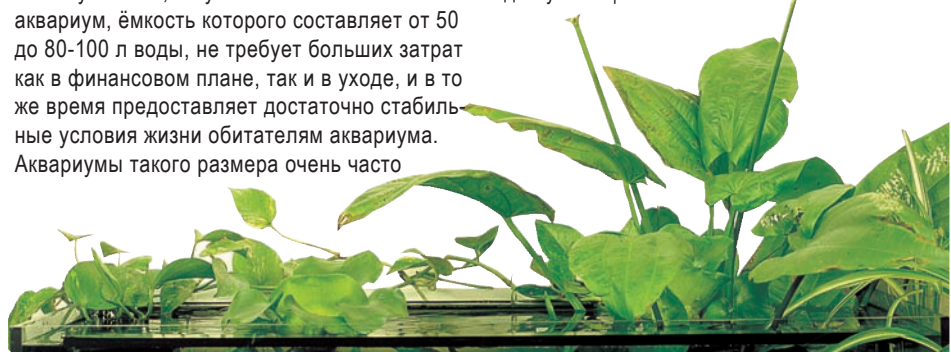 аквариум, ёмкость которого составляет от 50
до 80-100 л воды, не требует больших затрат
как в финансовом плане, так и в уходе, и в то
же время предоставляет достаточно стабиль-
ные условия жизни обитателям аквариума.
Аквариумы такого размера очень часто